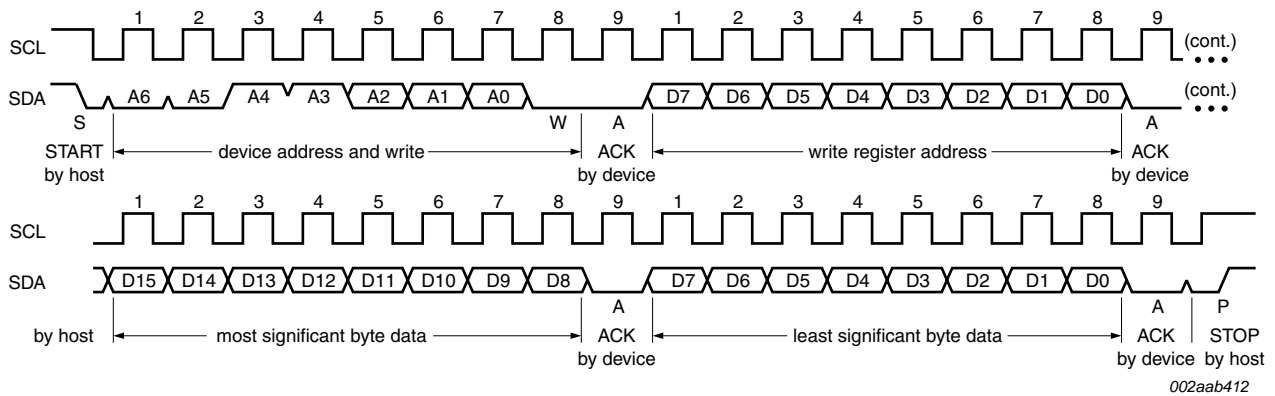 1 2 3 4 5 6 7 8 9 1 2 3 4 5 6 7 8 9
SCL (cont.)
SDA A6 A5 A4 A3 A2 A1 A0 D7 D6 D5 D4 D3 D2 D1 D0 (cont.)
S W A A
START device address and write ACK write register address ACK
by host by device by device
1 2 3 4 5 6 7 8 9 1 2 3 4 5 6 7 8 9
SCL
SDA D15 D14 D13 D12 D11 D10 D9 D8 D7 D6 D5 D4 D3 D2 D1 D0
A A P
by host most significant byte data ACK least significant byte data ACK STOP
by device by device by host
002aab412